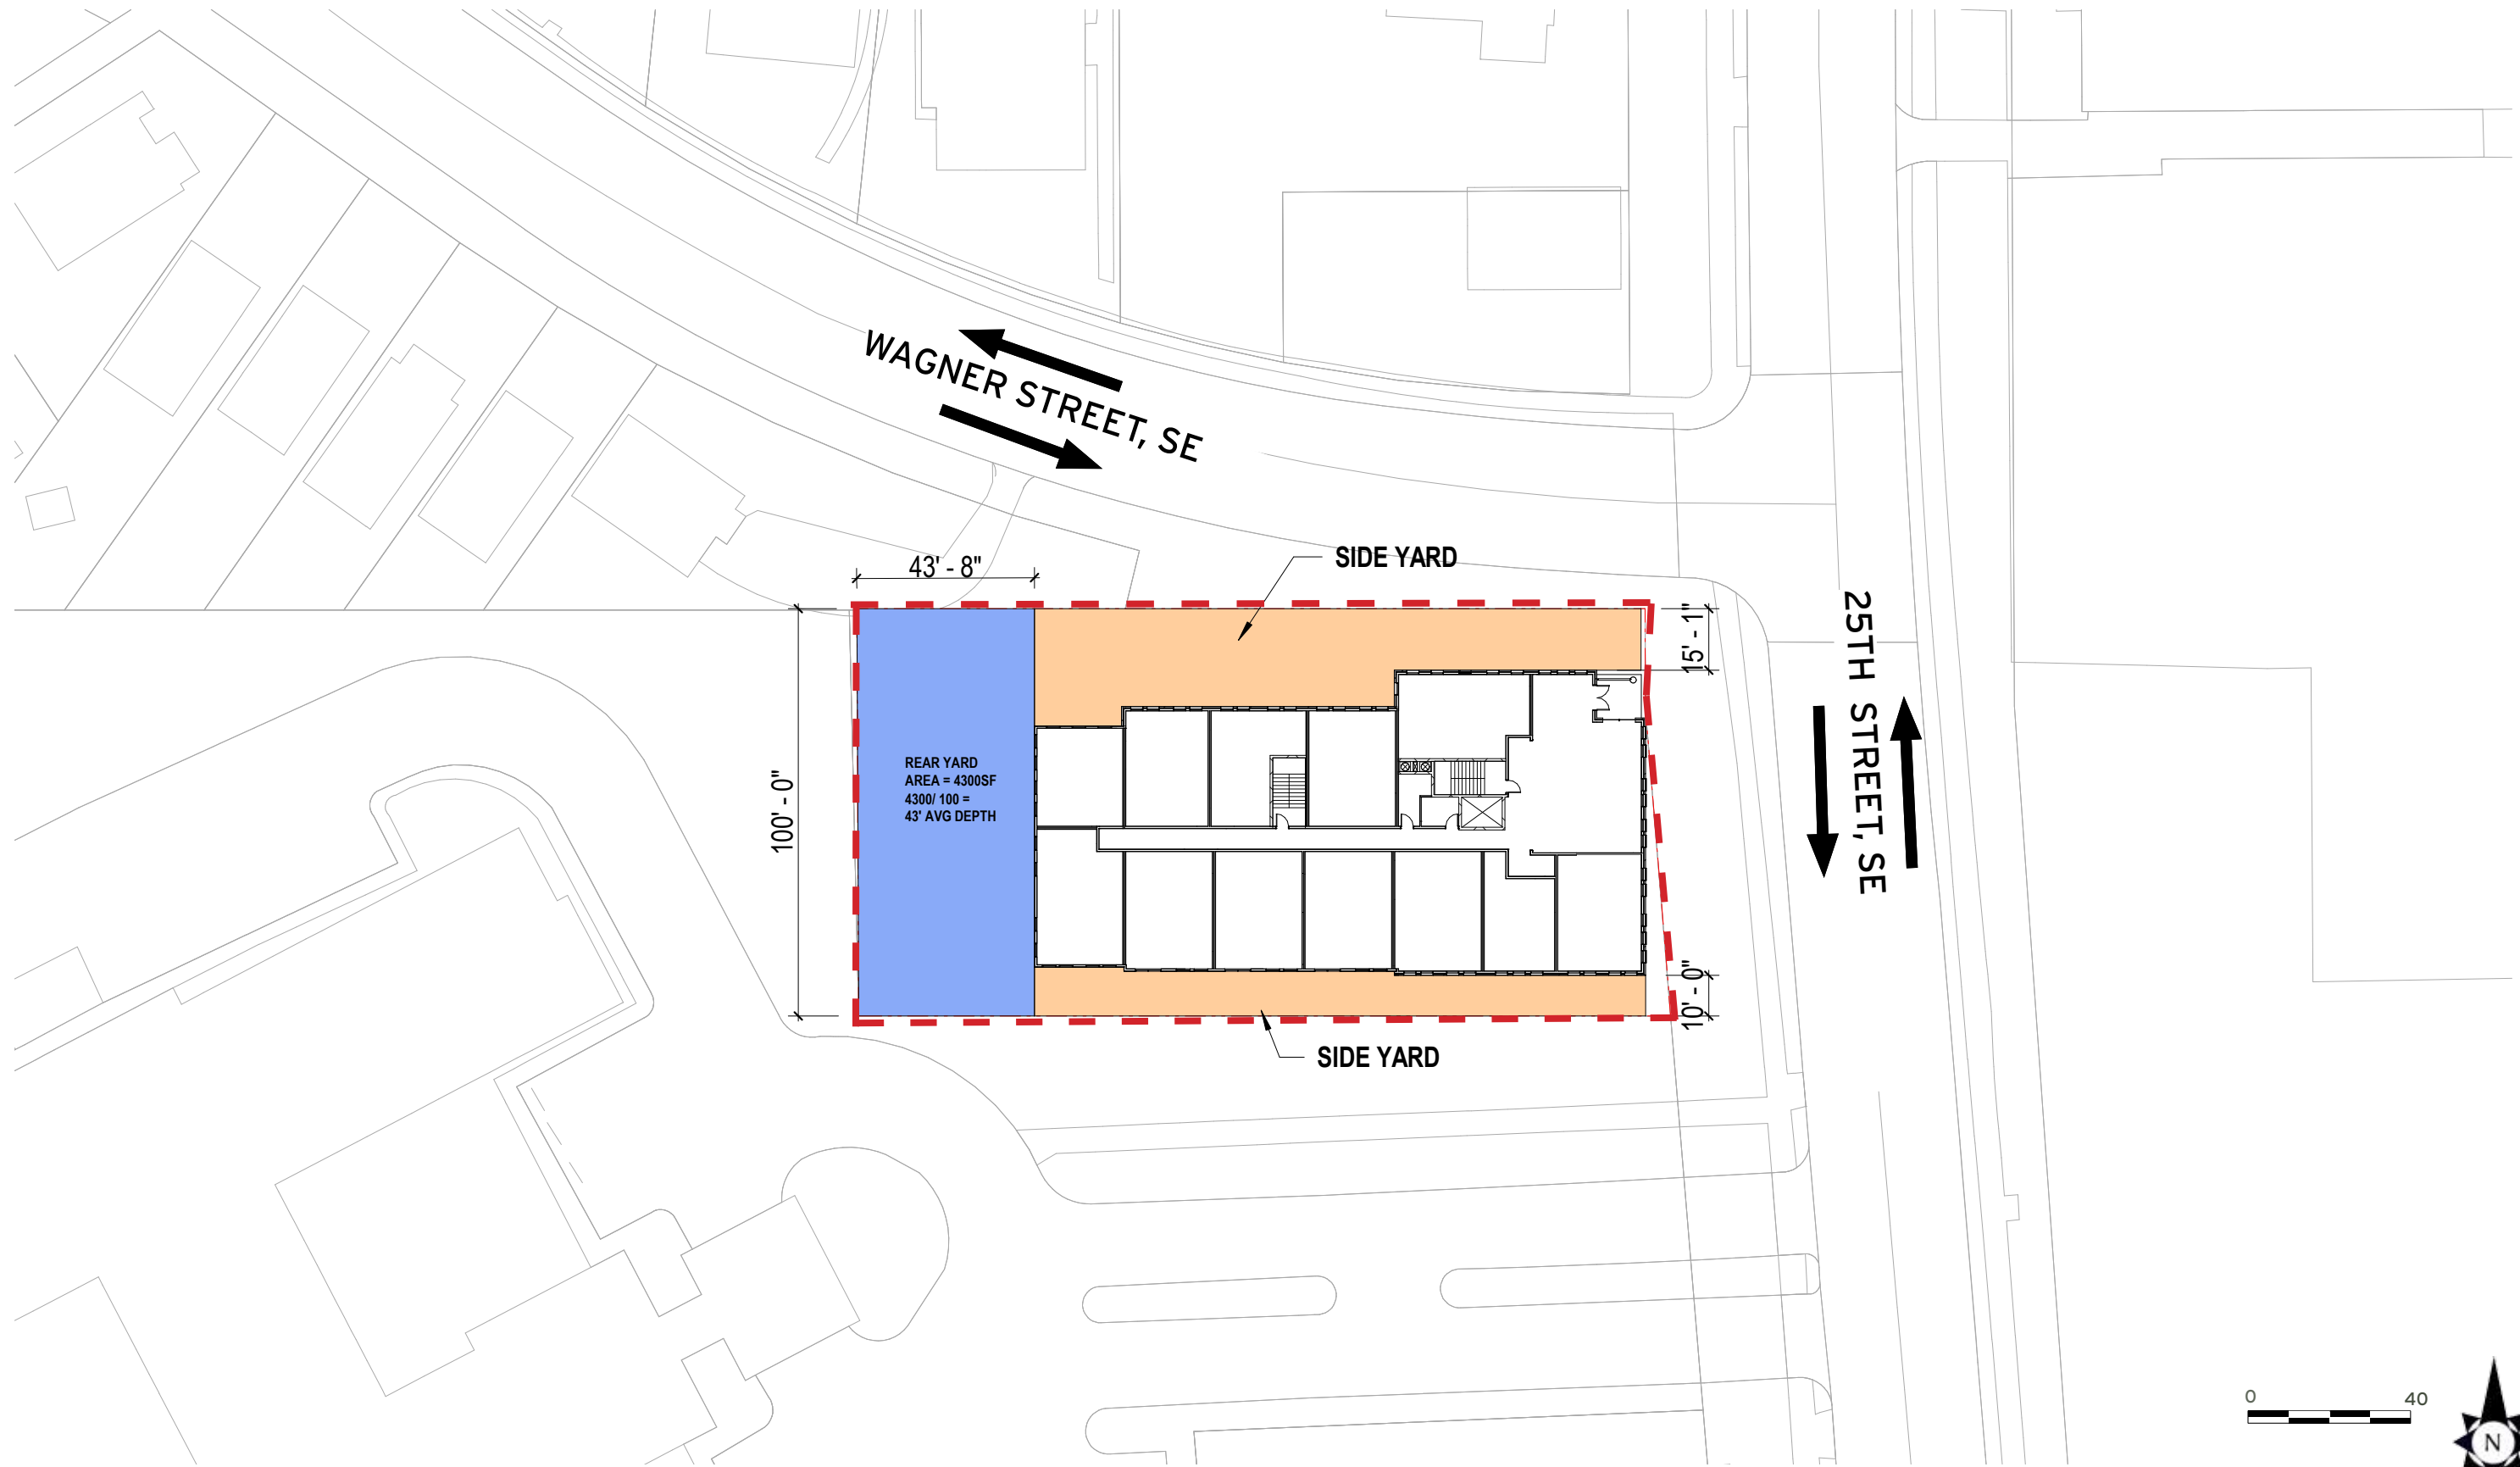 WAGNER STREET, SE
SIDE YARD
43' - 8"
15' - 1"
25TH STREET, SE
REAR YARD
AREA = 4300SF
4300/ 100 =
43' AVG DEPTH
100' - 0"
10' - 0"
SIDE YARD
0 40
N